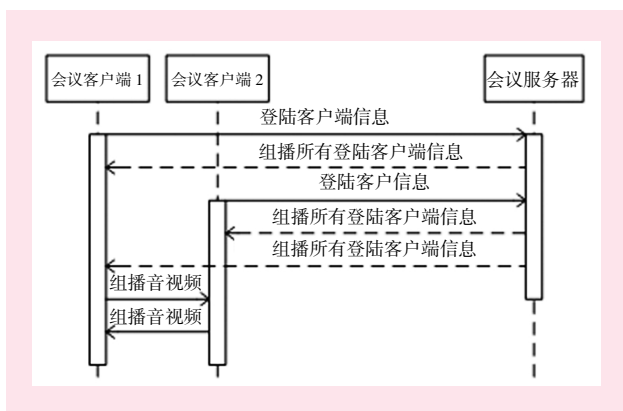 会议客户端 1
会议客户端 2
会议服务器
登陆客户端信息
组播所有登陆客户端信息
登陆客户信息
组播所有登陆客户端信息
组播所有登陆客户端信息
组播音视频
组播音视频